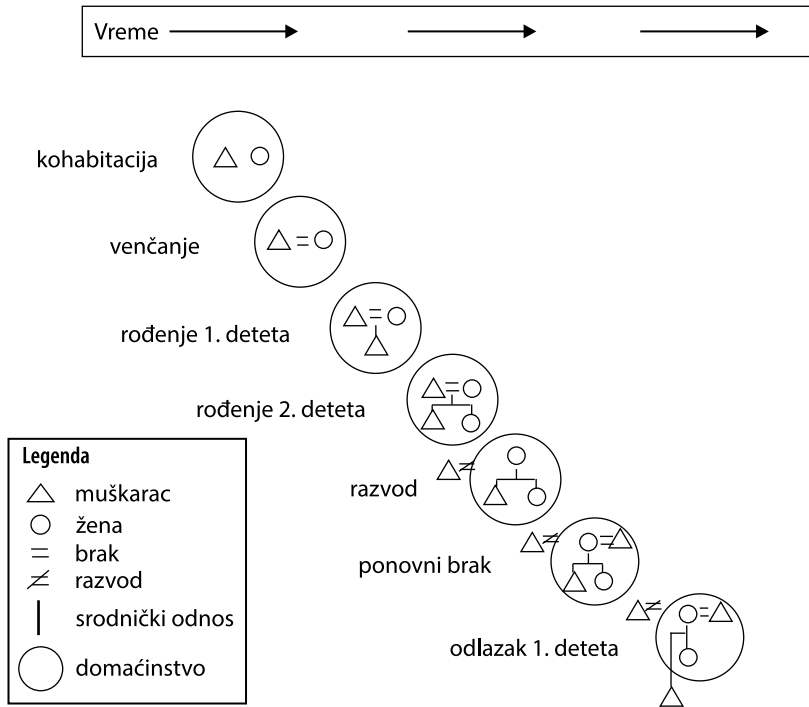 Vreme
kohabitacija
venčanje
rođenje 1. deteta
rođenje 2. deteta
razvod
ponovni brak
odlazak 1. deteta
Legenda
muškarac
žena
brak
razvod
srodnički odnos
domaćinstvo